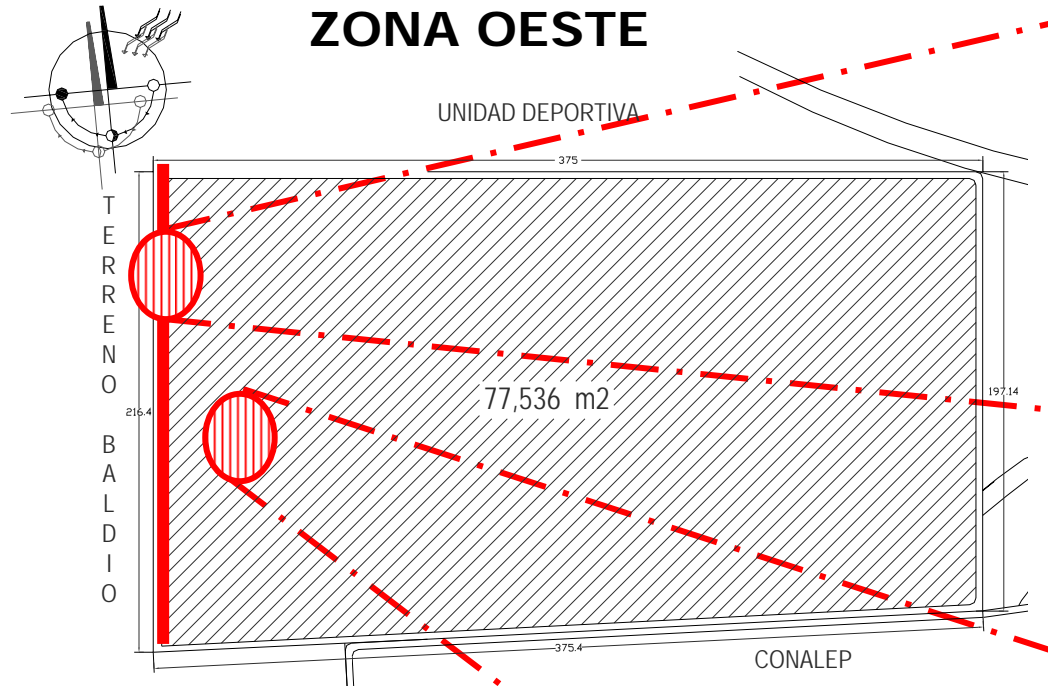 ZONA OESTE
UNIDAD DEPORTIVA
375
TERRENO BALDIO
216.4
77,536 m2
197.14
375.4
CONALEP